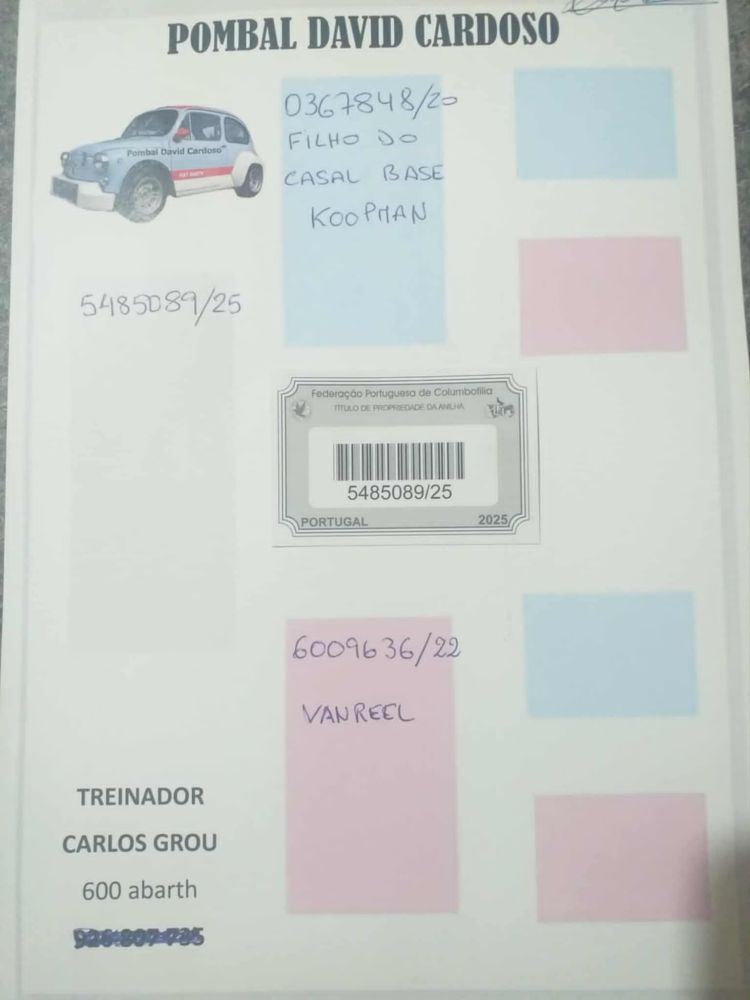 POMBAL DAVID CARDOSO
Pombal David Cardoso
0367848/20
FILHO DO
CASAL BASE
KOOPMAN
5485089/25
Federação Portuguesa de Columbofilia
TÍTULO DE PROPRIEDADE DA ANILHA
5485089/25
PORTUGAL 2025
6009636/22
VANREEL
TREINADOR
CARLOS GROU
600 abarth